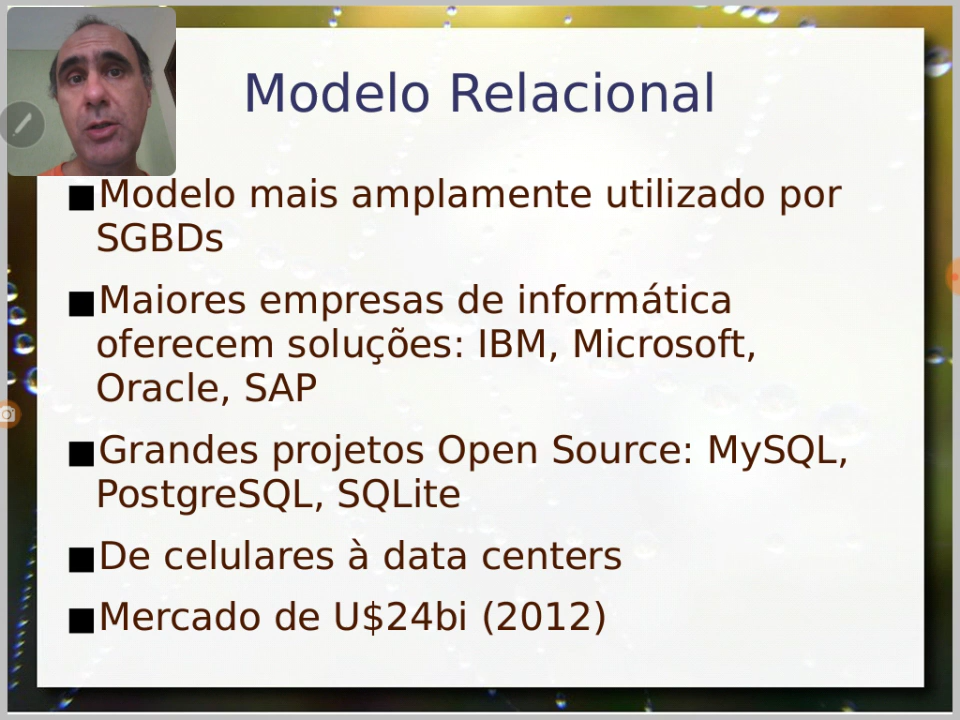 Modelo Relacional
■Modelo mais amplamente utilizado por
SGBDs
■Maiores empresas de informática
oferecem soluções: IBM, Microsoft,
Oracle, SAP
■Grandes projetos Open Source: MySQL,
PostgreSQL, SQLite
■De celulares à data centers
■Mercado de U$24bi (2012)